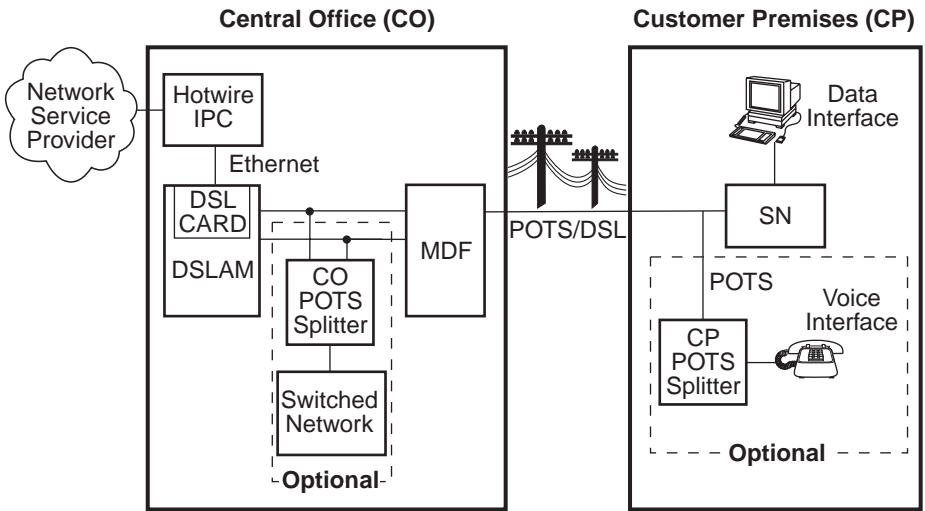 Central Office (CO)
Customer Premises (CP)
Network
Service
Provider
Hotwire
IPC
Ethernet
DSL
CARD
DSLAM
CO
POTS
Splitter
Switched
Network
Optional
MDF
POTS/DSL
Data
Interface
SN
POTS
Voice
Interface
CP
POTS
Splitter
Optional